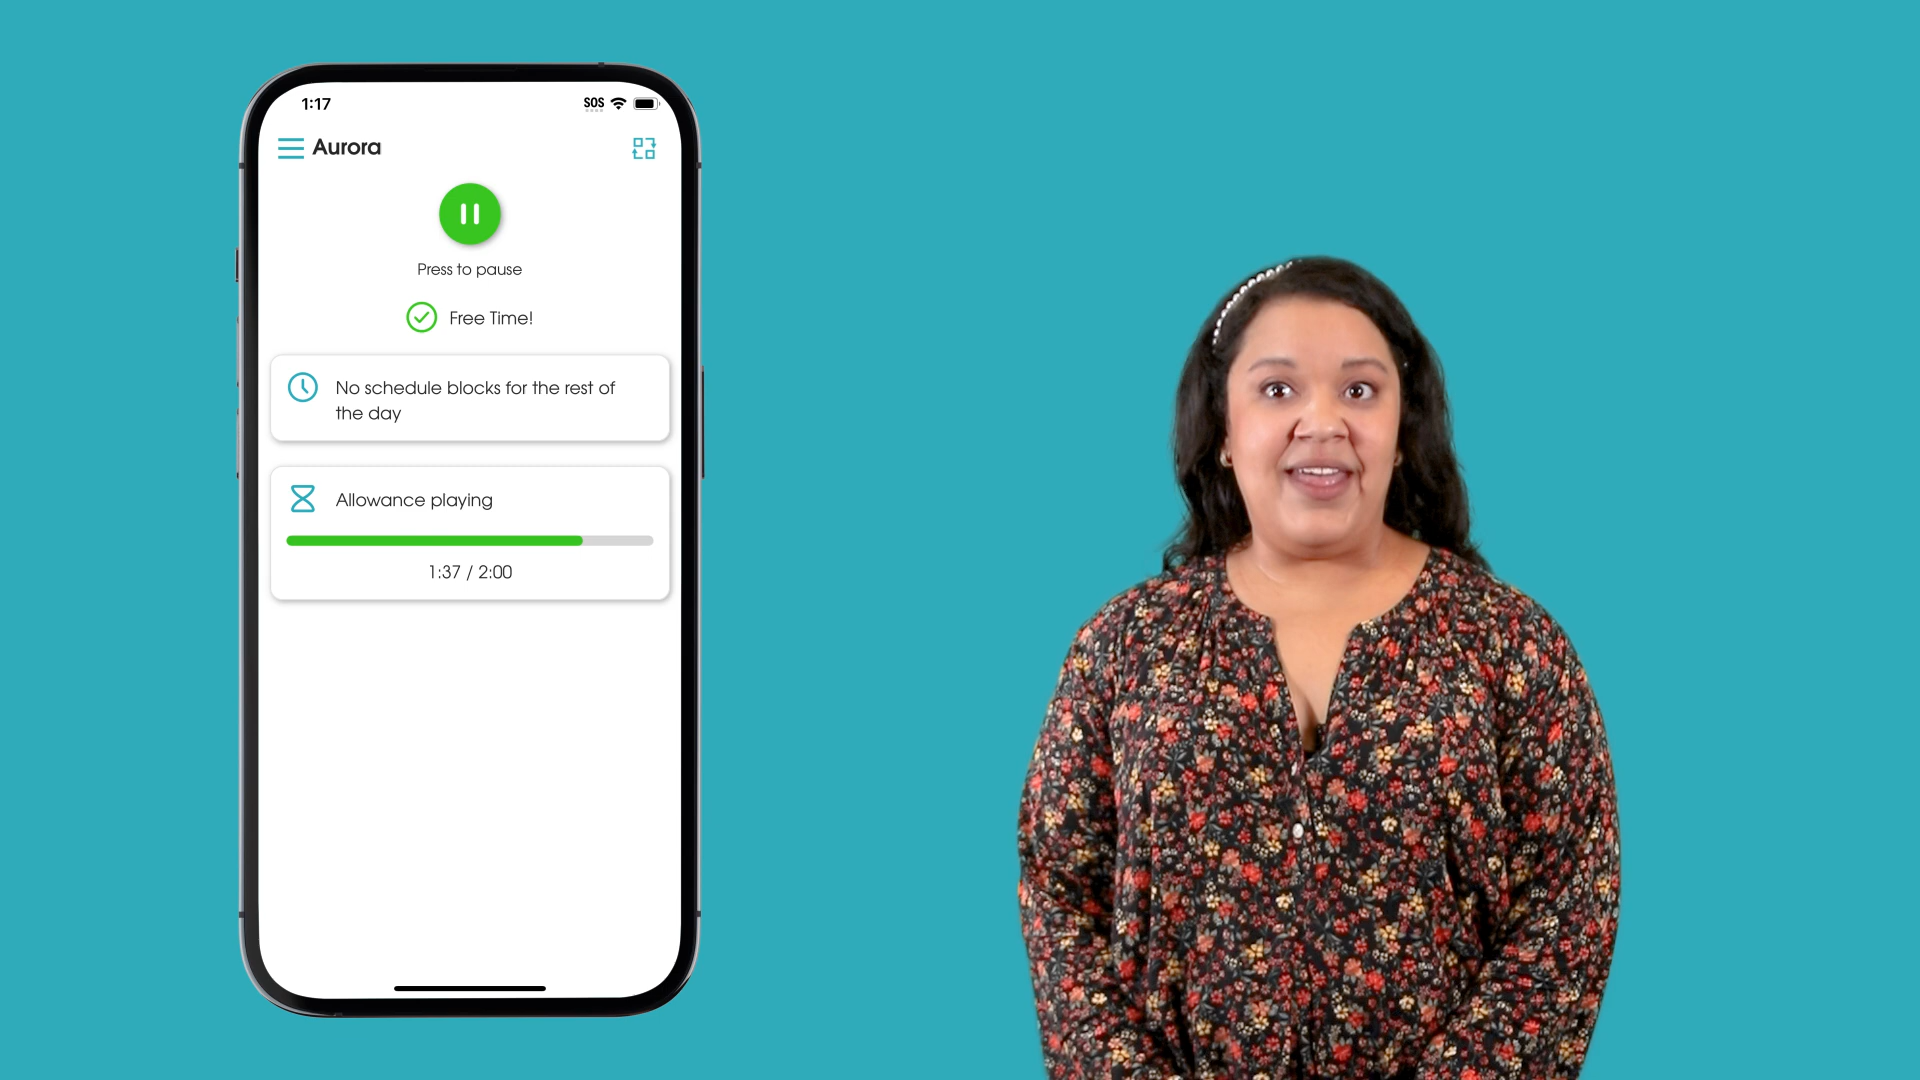 1:17
SOS
Aurora
Press to pause
Free Time!
No schedule blocks for the rest of
the day
Allowance playing
1:37 / 2:00